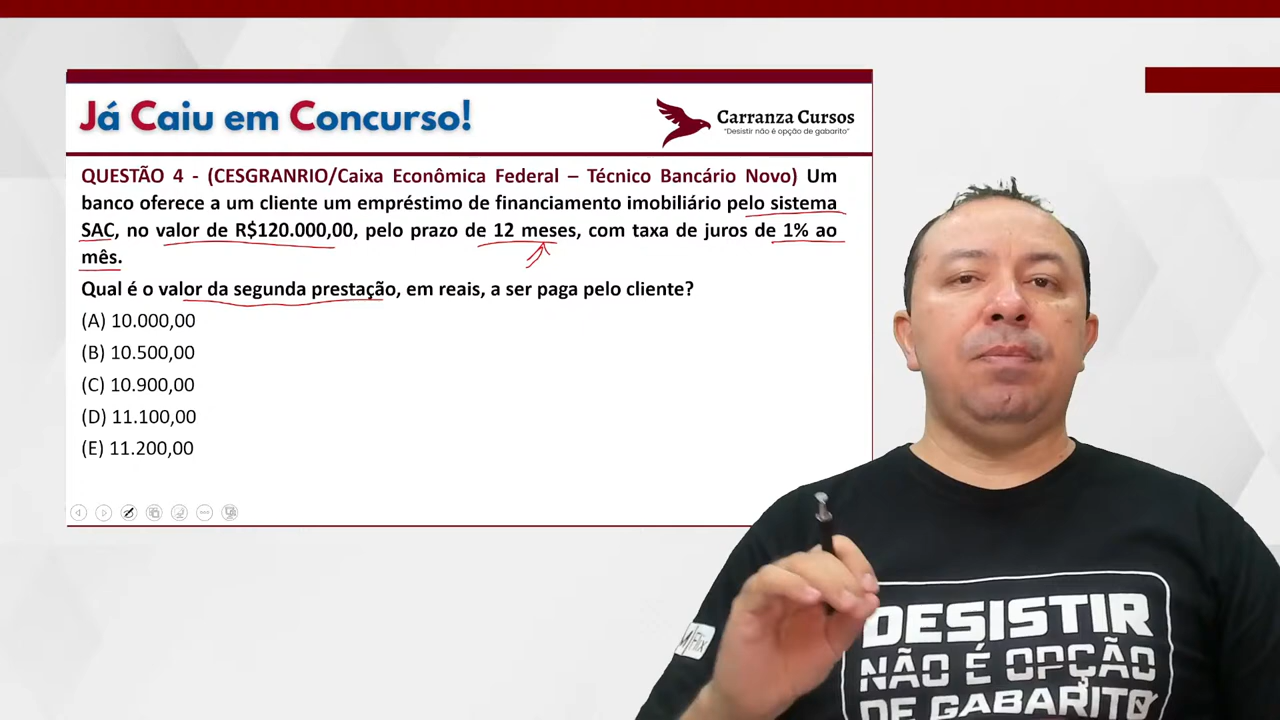 Já Caiu em Concurso!
Carranza Cursos
"Desistir não é opção de gabarito"
QUESTÃO 4 - (CESGRANRIO/Caixa Econômica Federal – Técnico Bancário Novo) Um
banco oferece a um cliente um empréstimo de financiamento imobiliário pelo sistema
SAC, no valor de R$120.000,00, pelo prazo de 12 meses, com taxa de juros de 1% ao
mês.
Qual é o valor da segunda prestação, em reais, a ser paga pelo cliente?
(A) 10.000,00
(B) 10.500,00
(C) 10.900,00
(D) 11.100,00
(E) 11.200,00
DESISTIR
NÃO É OPÇÃO
DE GABARITO